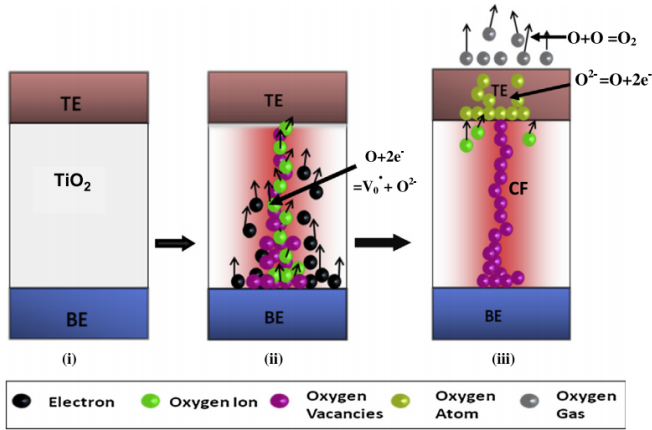 O+O =O₂
TE
TE
TE
O²⁻=O+2e⁻
TiO₂
O+2e⁻
=V₀˙+ O²⁻
CF
BE
BE
BE
(i)
(ii)
(iii)
Electron
Oxygen Ion
Oxygen
Vacancies
Oxygen
Atom
Oxygen
Gas